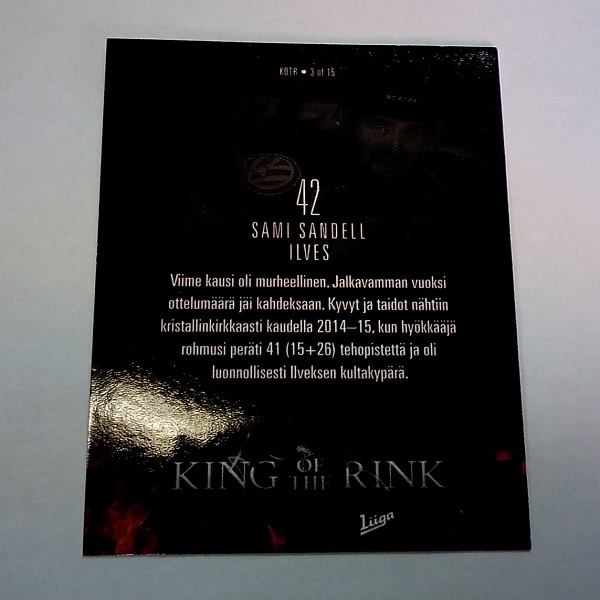 KOTR • 3 of 15
42
SAMI SANDELL
ILVES
Viime kausi oli murheellinen. Jalkavamman vuoksi
ottelumäärä jäi kahdeksaan. Kyvyt ja taidot nähtiin
kristallinkirkkaasti kaudella 2014–15, kun hyökkääjä
rohmusi peräti 41 (15+26) tehopistettä ja oli
luonnollisesti Ilveksen kultakypärä.
KING OF THE RINK
Liiga